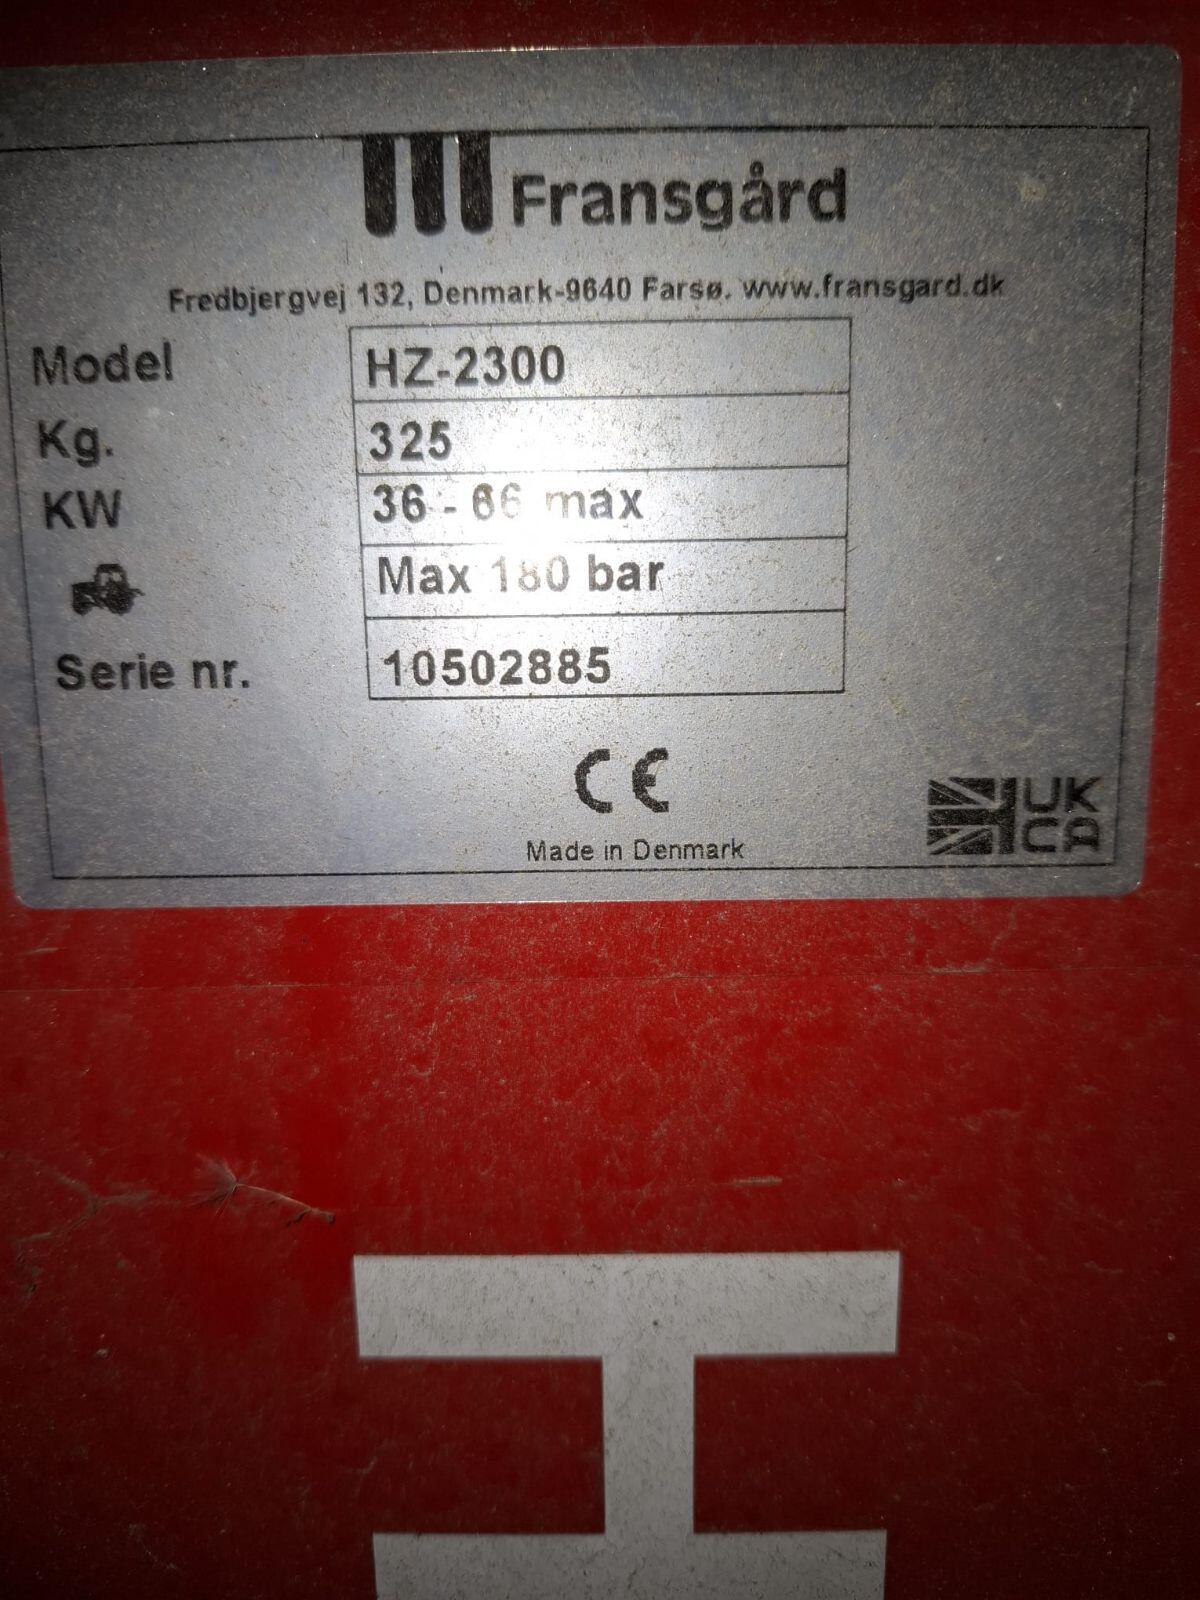 Fransgård
Fredbjergvej 132, Denmark-9640 Farsø. www.fransgard.dk
Model HZ-2300
Kg. 325
KW 36 - 66 max
Max 180 bar
Serie nr. 10502885
CE
Made in Denmark
UK
CA
H